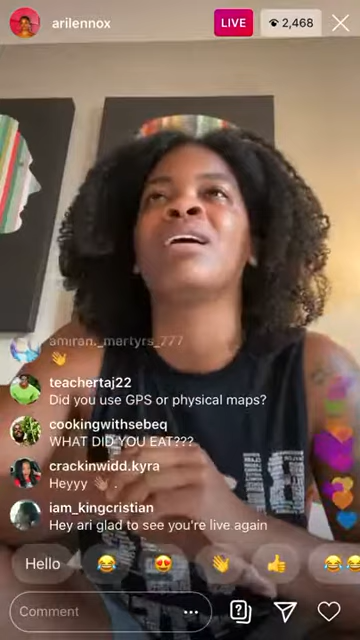 arilennox
LIVE
2,468
amiran._martyrs_777
👋
teachertaj22
Did you use GPS or physical maps?
cookingwithsebeq
WHAT DID YOU EAT???
crackinwidd.kyra
Heyyy 👋🏾 .
iam_kingcristian
Hey ari glad to see you're live again
Hello 😂 😍 👋 👍 😂😂
Comment